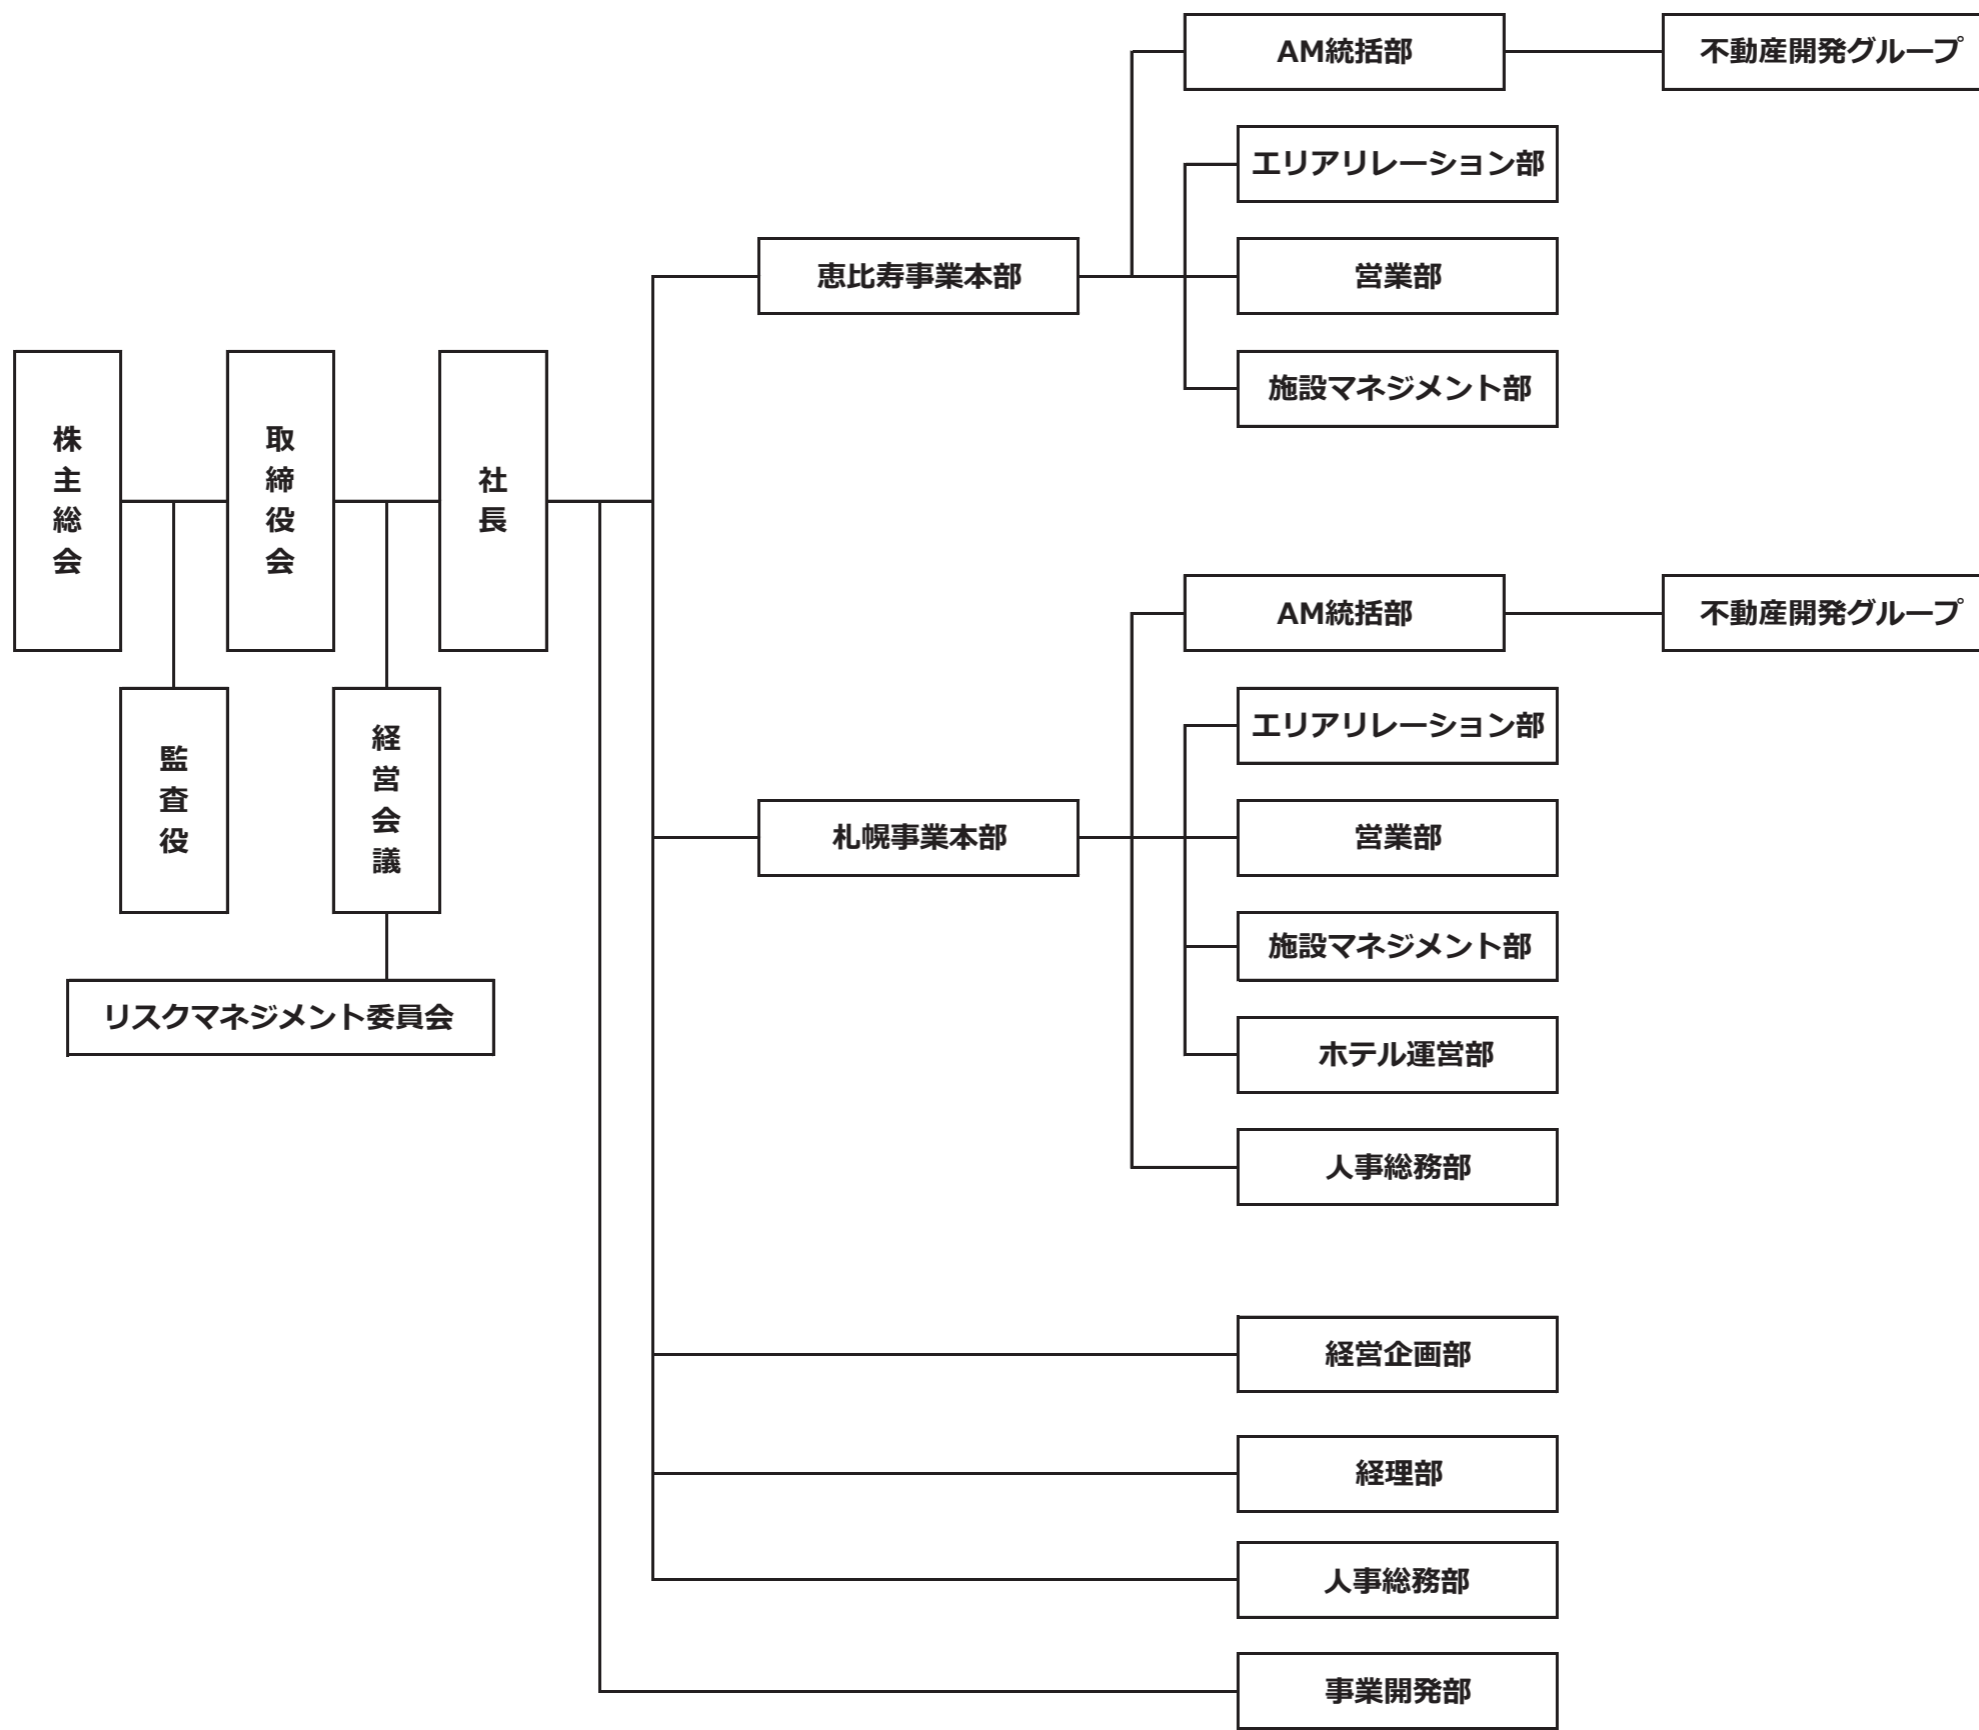 株主総会
取締役会
社長
監査役
経営会議
リスクマネジメント委員会
恵比寿事業本部
AM統括部
不動産開発グループ
エリアリレーション部
営業部
施設マネジメント部
札幌事業本部
AM統括部
不動産開発グループ
エリアリレーション部
営業部
施設マネジメント部
ホテル運営部
人事総務部
経営企画部
経理部
人事総務部
事業開発部